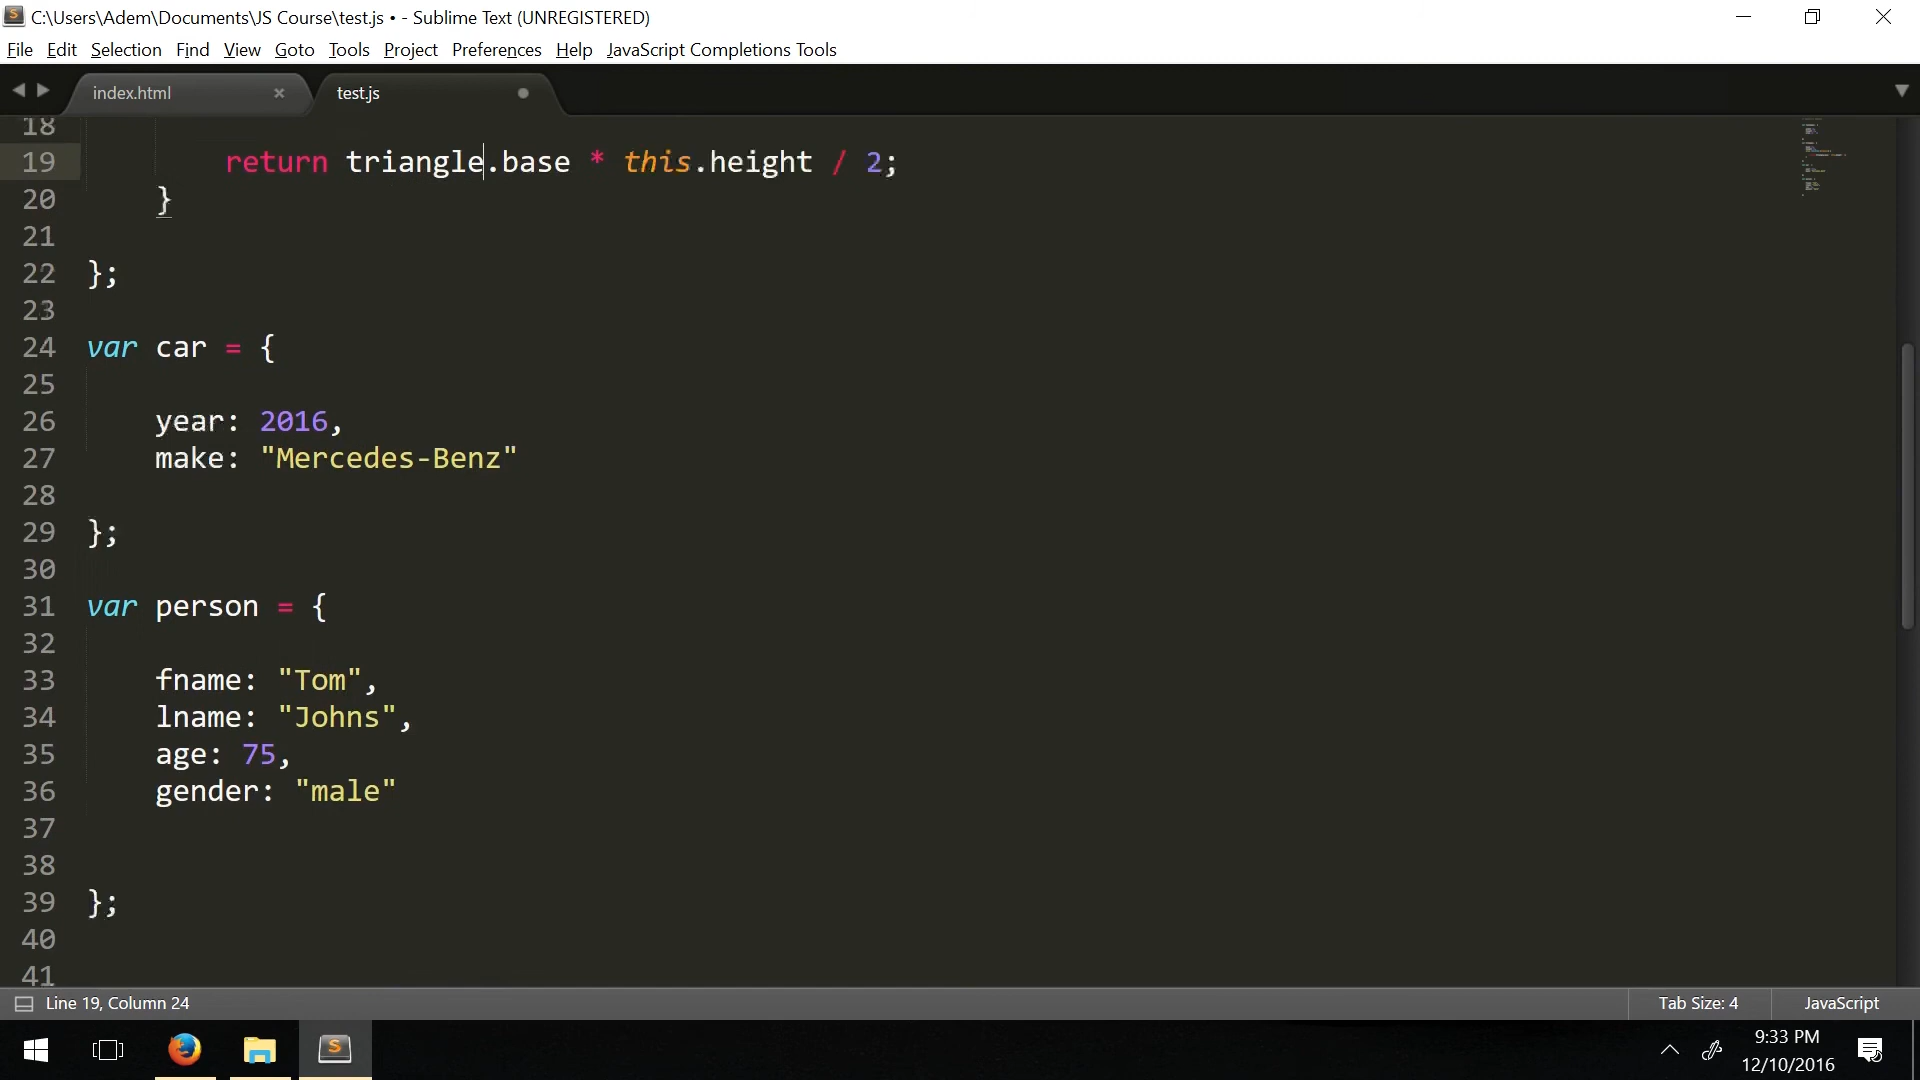 C:\Users\Adem\Documents\JS Course\test.js • - Sublime Text (UNREGISTERED)
File Edit Selection Find View Goto Tools Project Preferences Help JavaScript Completions Tools
index.html × test.js
18
19 return triangle.base * this.height / 2;
20 }
21
22 };
23
24 var car = {
25
26 year: 2016,
27 make: "Mercedes-Benz"
28
29 };
30
31 var person = {
32
33 fname: "Tom",
34 lname: "Johns",
35 age: 75,
36 gender: "male"
37
38
39 };
40
41
Line 19, Column 24 Tab Size: 4 JavaScript
9:33 PM
12/10/2016